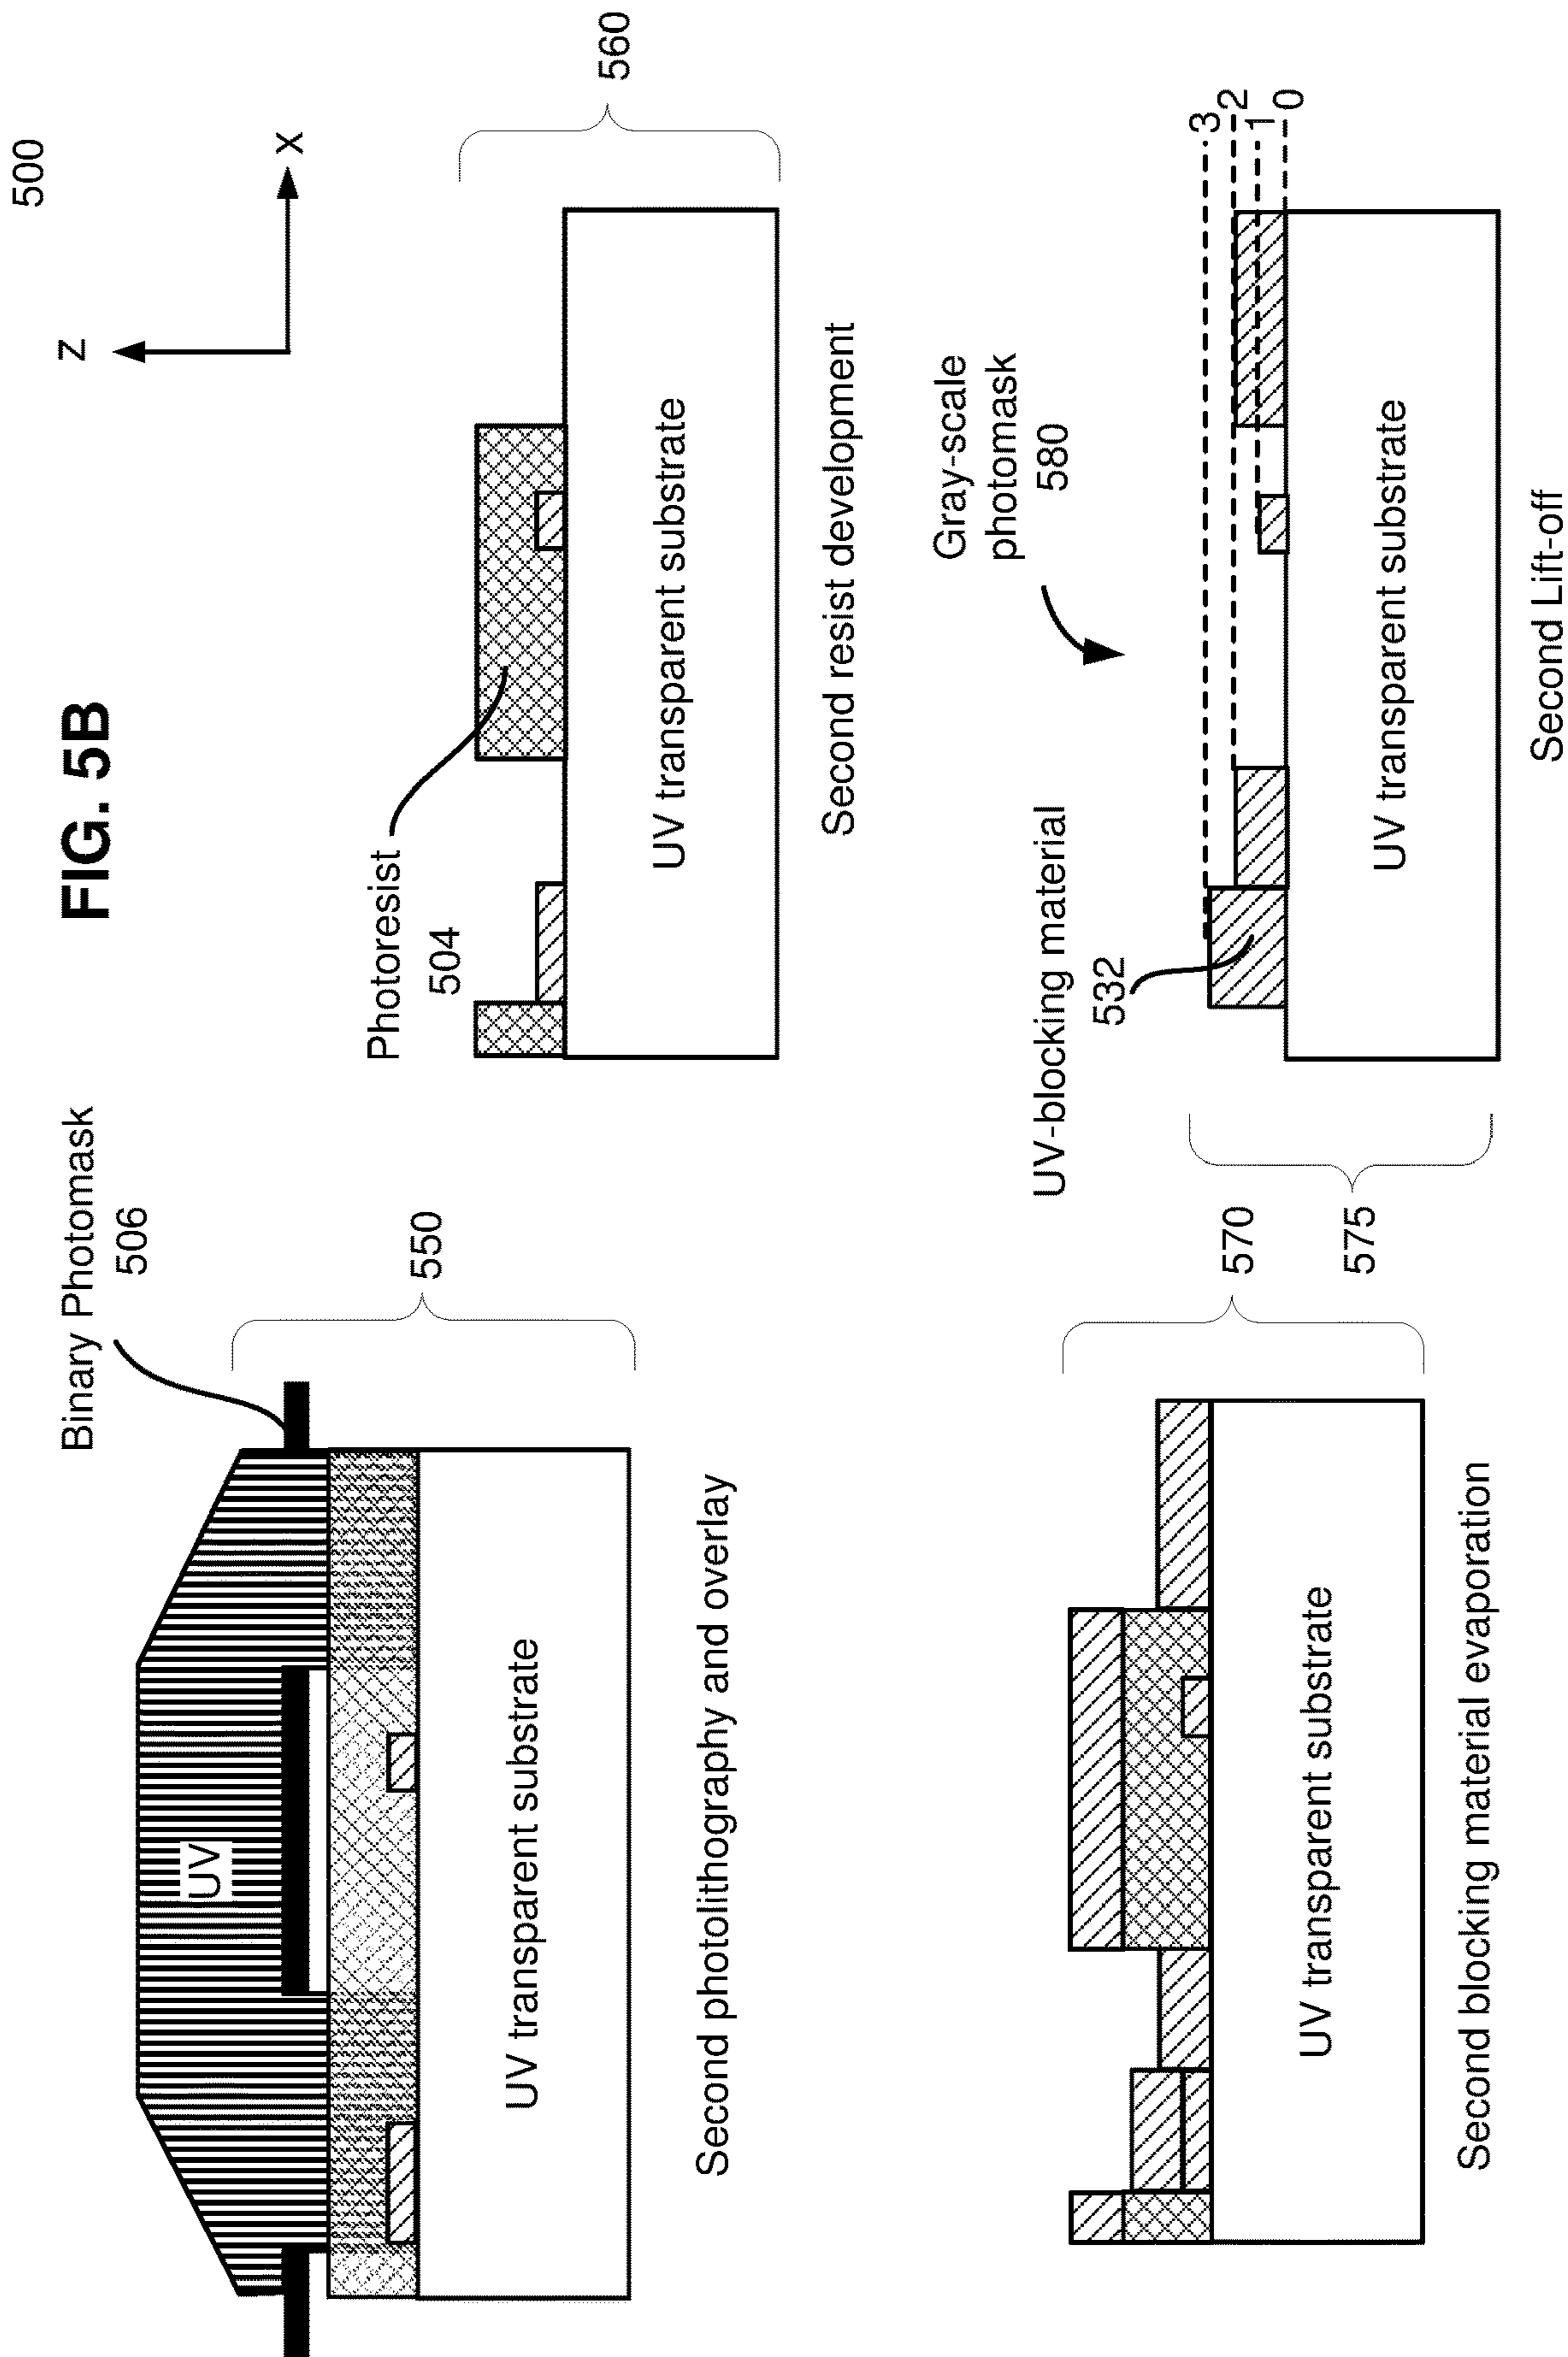 FIG. 5B
500
Z
X
Binary Photomask
506
UV
550
UV transparent substrate
Second photolithography and overlay
Photoresist
504
560
UV transparent substrate
Second resist development
570
UV transparent substrate
Second blocking material evaporation
Gray-scale
photomask
580
UV-blocking material
532
3
2
1
0
575
UV transparent substrate
Second Lift-off